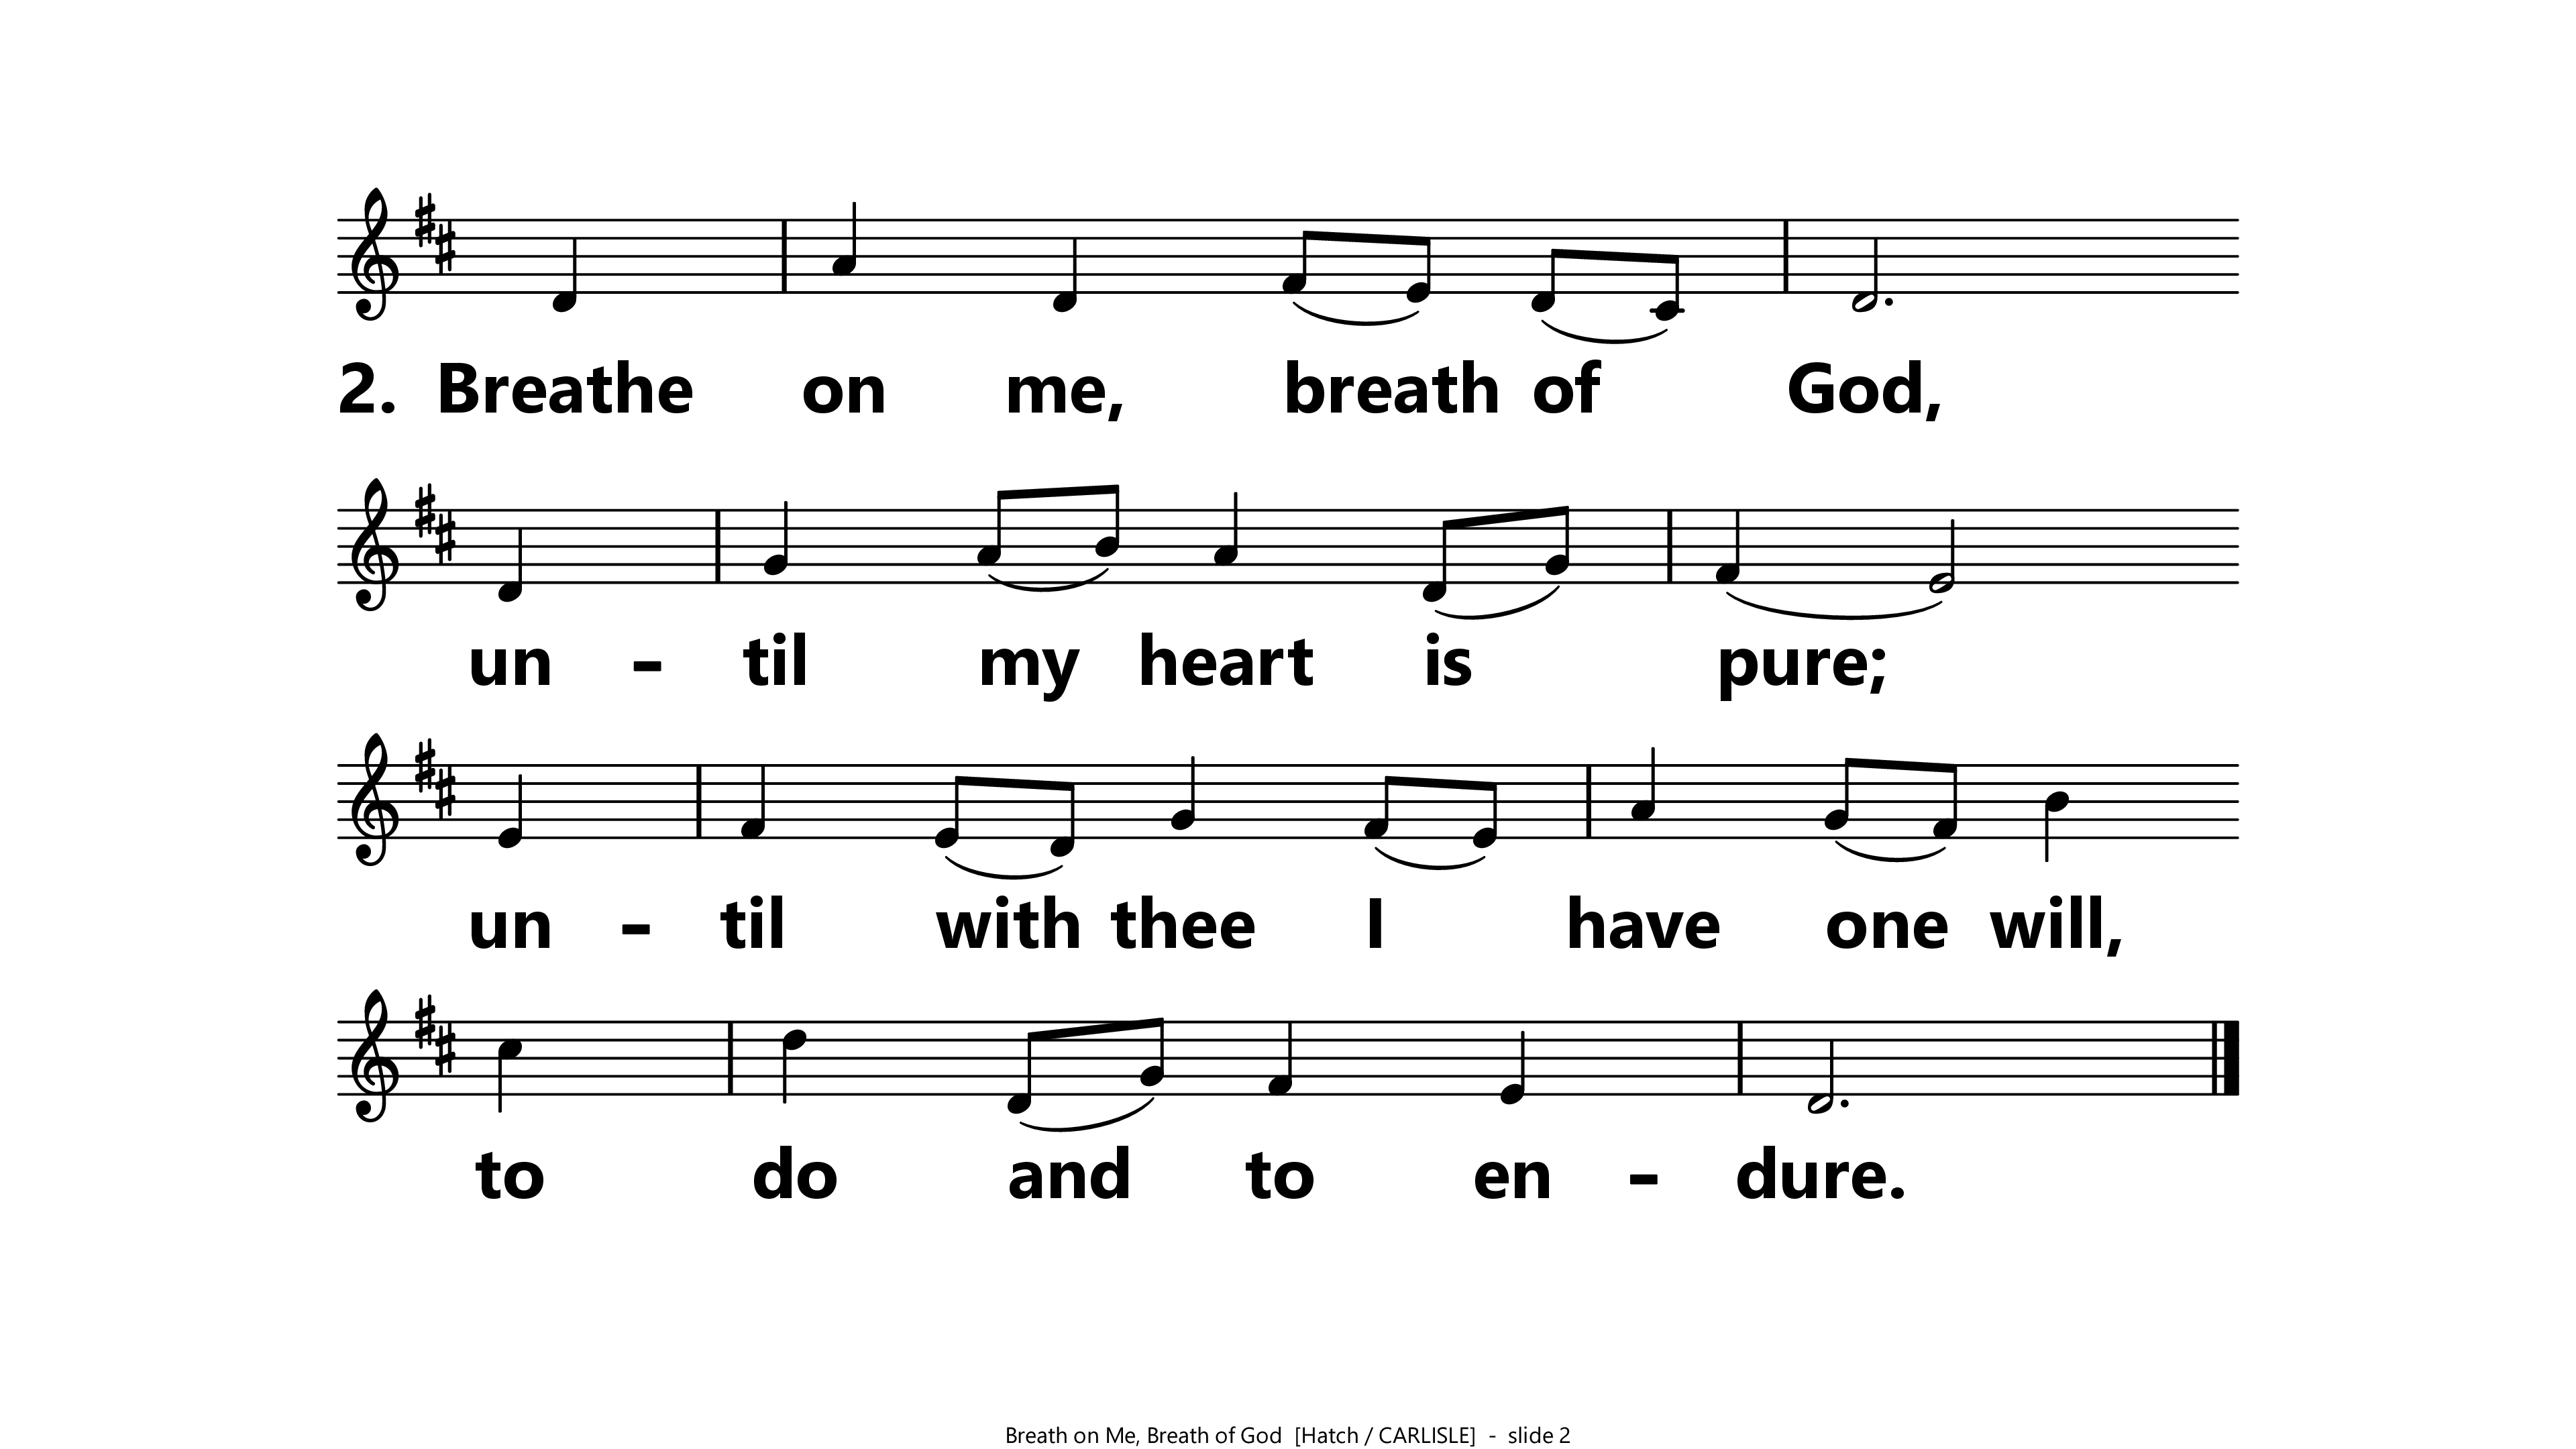 2. Breathe on me, breath of God,
un - til my heart is pure;
un - til with thee I have one will,
to do and to en - dure.
Breath on Me, Breath of God [Hatch / CARLISLE] - slide 2